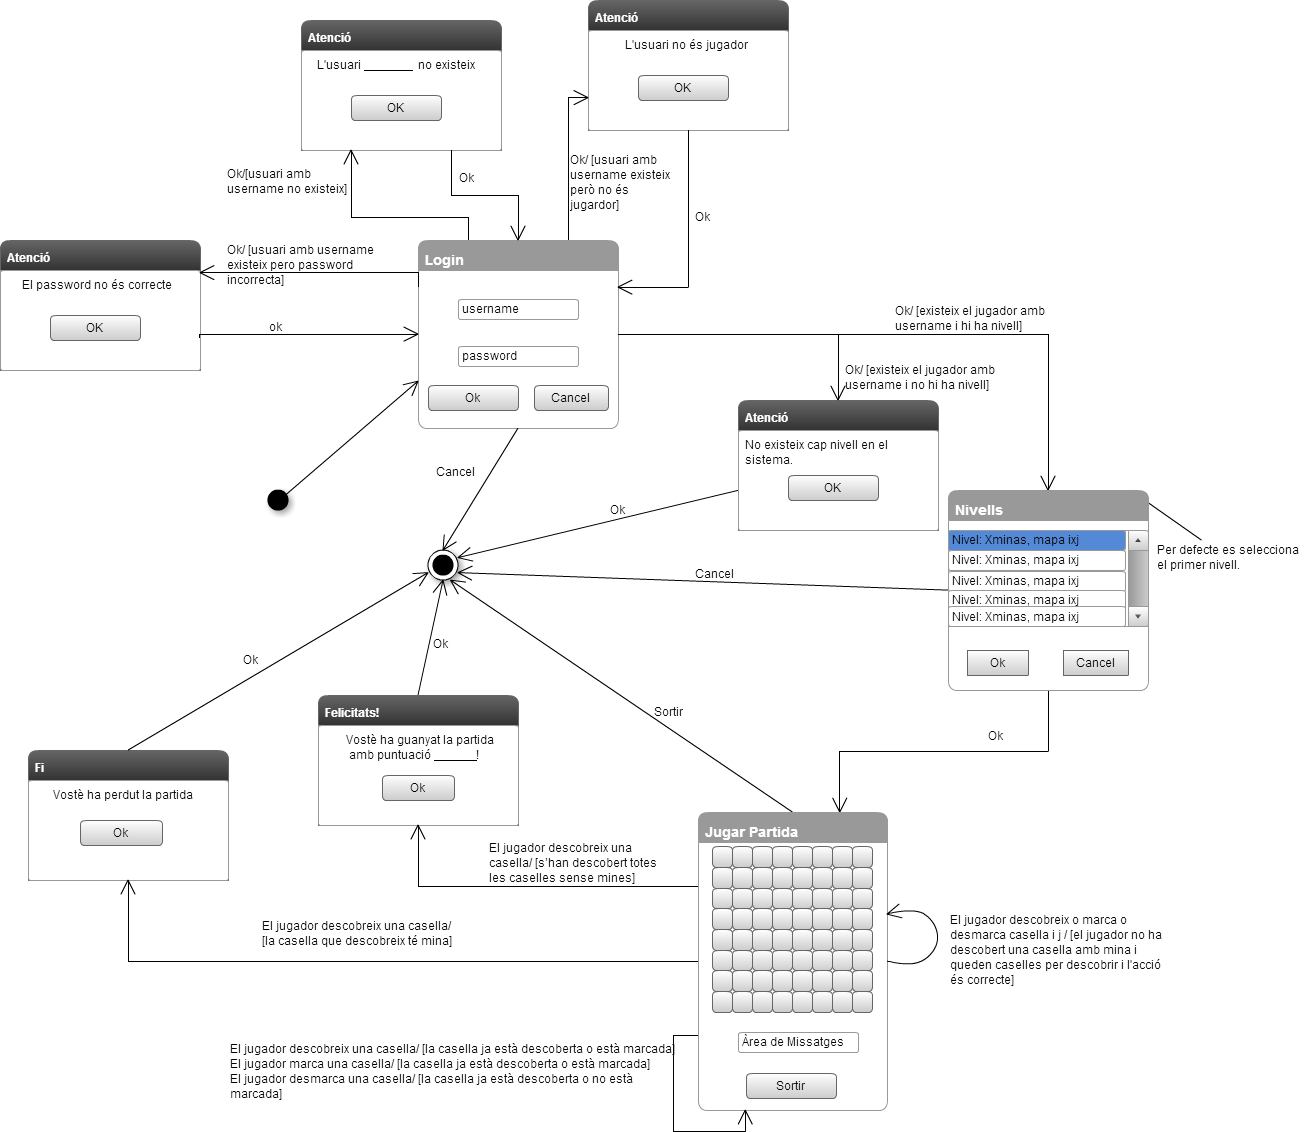 Atenció
L'usuari no és jugador
OK
Atenció
L'usuari _______ no existeix
OK
Ok/[usuari amb
username no existeix]
Ok
Ok/ [usuari amb
username existeix
però no és
jugardor]
Ok
Atenció
El password no és correcte
OK
Ok/ [usuari amb username
existeix pero password
incorrecta]
ok
Login
username
password
Ok
Cancel
Ok/ [existeix el jugador amb
username i hi ha nivell]
Ok/ [existeix el jugador amb
username i no hi ha nivell]
Atenció
No existeix cap nivell en el
sistema.
OK
Cancel
Ok
Nivells
Nivel: Xminas, mapa ixj
Nivel: Xminas, mapa ixj
Nivel: Xminas, mapa ixj
Nivel: Xminas, mapa ixj
Nivel: Xminas, mapa ixj
Ok
Cancel
Per defecte es selecciona
el primer nivell.
Cancel
Ok
Ok
Sortir
Ok
Felicitats!
Vostè ha guanyat la partida
amb puntuació ______!
Ok
Fi
Vostè ha perdut la partida
Ok
Jugar Partida
Àrea de Missatges
Sortir
El jugador descobreix una
casella/ [s'han descobert totes
les caselles sense mines]
El jugador descobreix una casella/
[la casella que descobreix té mina]
El jugador descobreix o marca o
desmarca casella i j / [el jugador no ha
descobert una casella amb mina i
queden caselles per descobrir i l'acció
és correcte]
El jugador descobreix una casella/ [la casella ja està descoberta o està marcada]
El jugador marca una casella/ [la casella ja està descoberta o està marcada]
El jugador desmarca una casella/ [la casella ja està descoberta o no està
marcada]